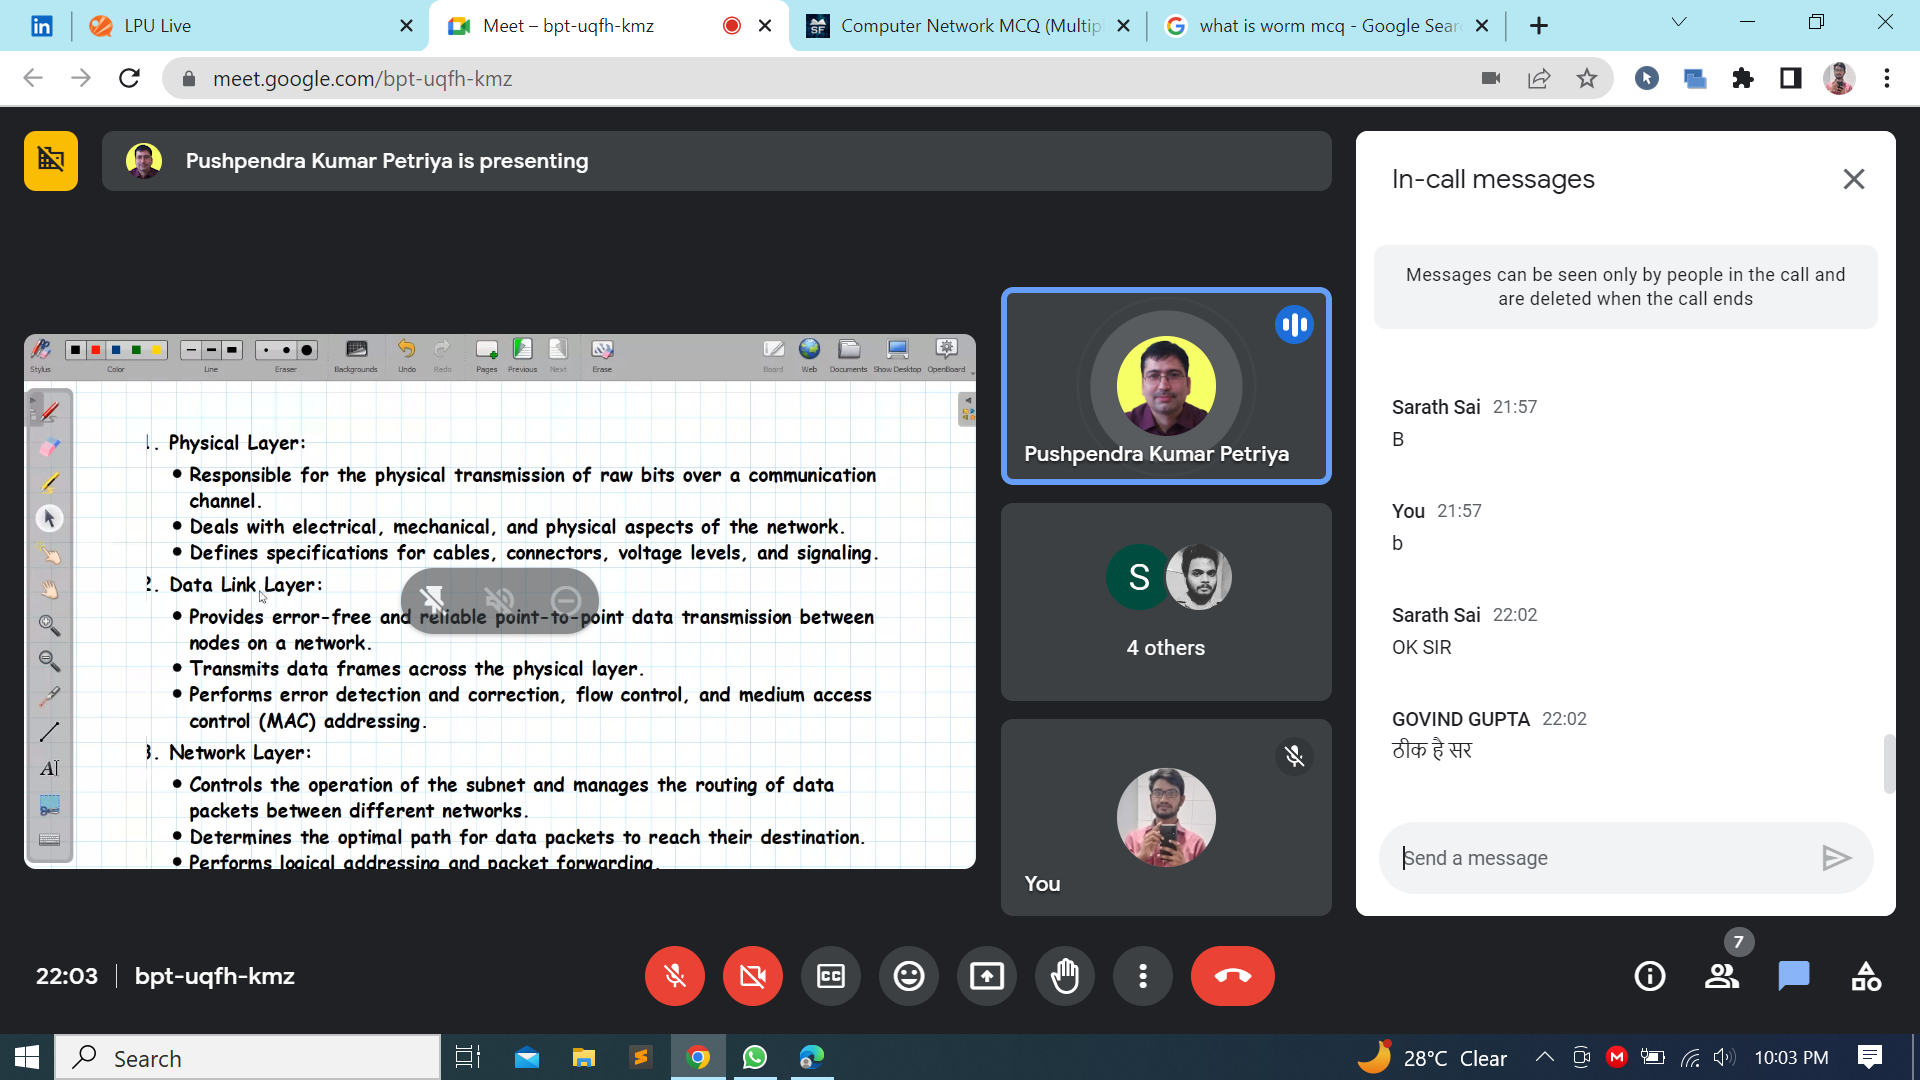 LPU Live
Meet – bpt-uqfh-kmz
Computer Network MCQ (Multip
what is worm mcq - Google Sear
meet.google.com/bpt-uqfh-kmz
Pushpendra Kumar Petriya is presenting
In-call messages
Messages can be seen only by people in the call and
are deleted when the call ends
Stylus
Color
Line
Eraser
Backgrounds
Undo
Redo
Pages
Previous
Next
Erase
Board
Web
Documents
Show Desktop
OpenBoard
1. Physical Layer:
• Responsible for the physical transmission of raw bits over a communication
channel.
• Deals with electrical, mechanical, and physical aspects of the network.
• Defines specifications for cables, connectors, voltage levels, and signaling.
2. Data Link Layer:
• Provides error-free and reliable point-to-point data transmission between
nodes on a network.
• Transmits data frames across the physical layer.
• Performs error detection and correction, flow control, and medium access
control (MAC) addressing.
3. Network Layer:
• Controls the operation of the subnet and manages the routing of data
packets between different networks.
• Determines the optimal path for data packets to reach their destination.
• Performs logical addressing and packet forwarding.
Pushpendra Kumar Petriya
S
4 others
You
Sarath Sai 21:57
B
You 21:57
b
Sarath Sai 22:02
OK SIR
GOVIND GUPTA 22:02
ठीक है सर
Send a message
22:03 | bpt-uqfh-kmz
7
Search
28°C Clear
10:03 PM